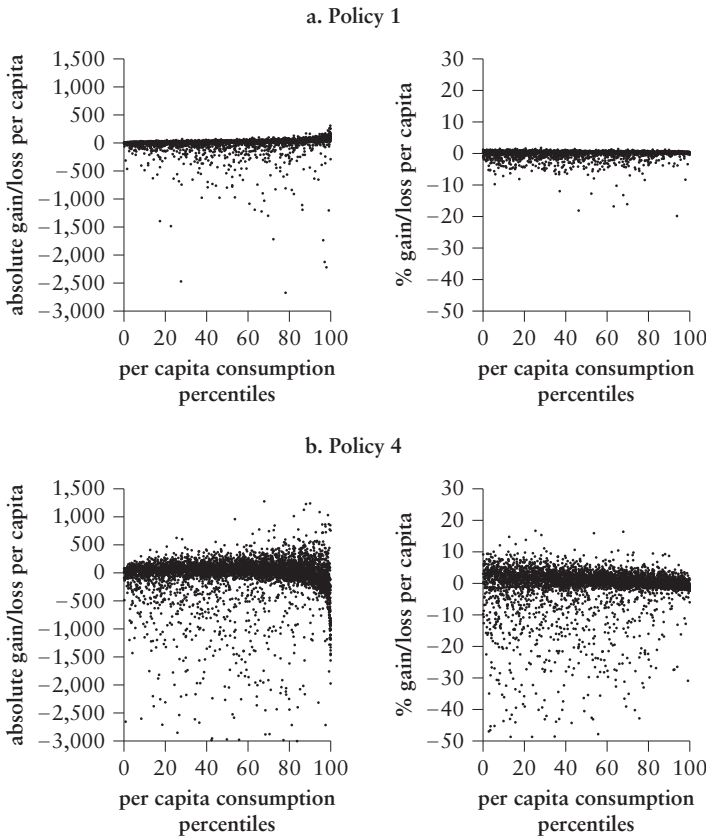 a. Policy 1
absolute gain/loss per capita
1,500
1,000
500
0
−500
−1,000
−1,500
−2,000
−2,500
−3,000
0 20 40 60 80 100
per capita consumption
percentiles
% gain/loss per capita
30
20
10
0
−10
−20
−30
−40
−50
0 20 40 60 80 100
per capita consumption
percentiles
b. Policy 4
absolute gain/loss per capita
1,500
1,000
500
0
−500
−1,000
−1,500
−2,000
−2,500
−3,000
0 20 40 60 80 100
per capita consumption
percentiles
% gain/loss per capita
30
20
10
0
−10
−20
−30
−40
−50
0 20 40 60 80 100
per capita consumption
percentiles